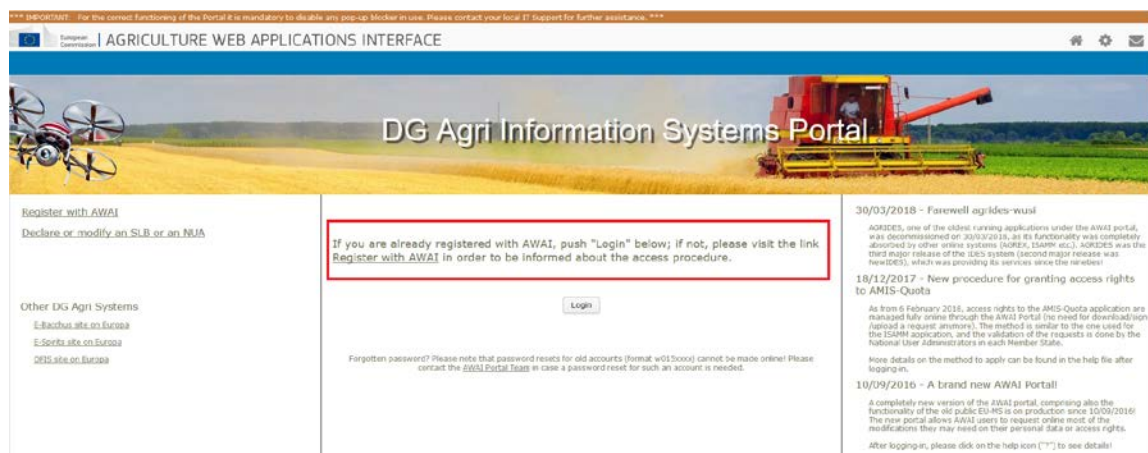 *** IMPORTANT: For the correct functioning of the Portal it is mandatory to disable any pop-up blocker in use. Please contact your local IT Support for further assistance. ***
European
Commission
AGRICULTURE WEB APPLICATIONS INTERFACE
DG Agri Information Systems Portal
Register with AWAI
Declare or modify an SLB or an NUA
Other DG Agri Systems
E-Bacchus site on Europa
E-Spirits site on Europa
OFIS site on Europa
If you are already registered with AWAI, push "Login" below; if not, please visit the link
Register with AWAI in order to be informed about the access procedure.
Login
Forgotten password? Please note that password resets for old accounts (format w015xxxx) cannot be made online! Please
contact the AWAI Portal Team in case a password reset for such an account is needed.
30/03/2018 - Farewell agrides-wusi
AGRIDES, one of the oldest running applications under the AWAI portal,
was decommissioned on 30/03/2018, as its functionality was completely
absorbed by other online systems (AGREX, ISAMM etc.). AGRIDES was the
third major release of the IDES system (second major release was
NewIDES), which was providing its services since the nineties!
18/12/2017 - New procedure for granting access rights
to AMIS-Quota
As from 6 February 2018, access rights to the AMIS-Quota application are
managed fully online through the AWAI Portal (no need for download/sign
/upload a request anymore). The method is similar to the one used for
the ISAMM application, and the validation of the requests is done by the
National User Administrators in each Member State.
More details on the method to apply can be found in the help file after
logging-in.
10/09/2016 - A brand new AWAI Portal!
A completely new version of the AWAI portal, comprising also the
functionality of the old public EU-MS is on production since 10/09/2016!
The new portal allows AWAI users to request online most of the
modifications they may need on their personal data or access rights.
After logging-in, please click on the help icon ("?") to see details!